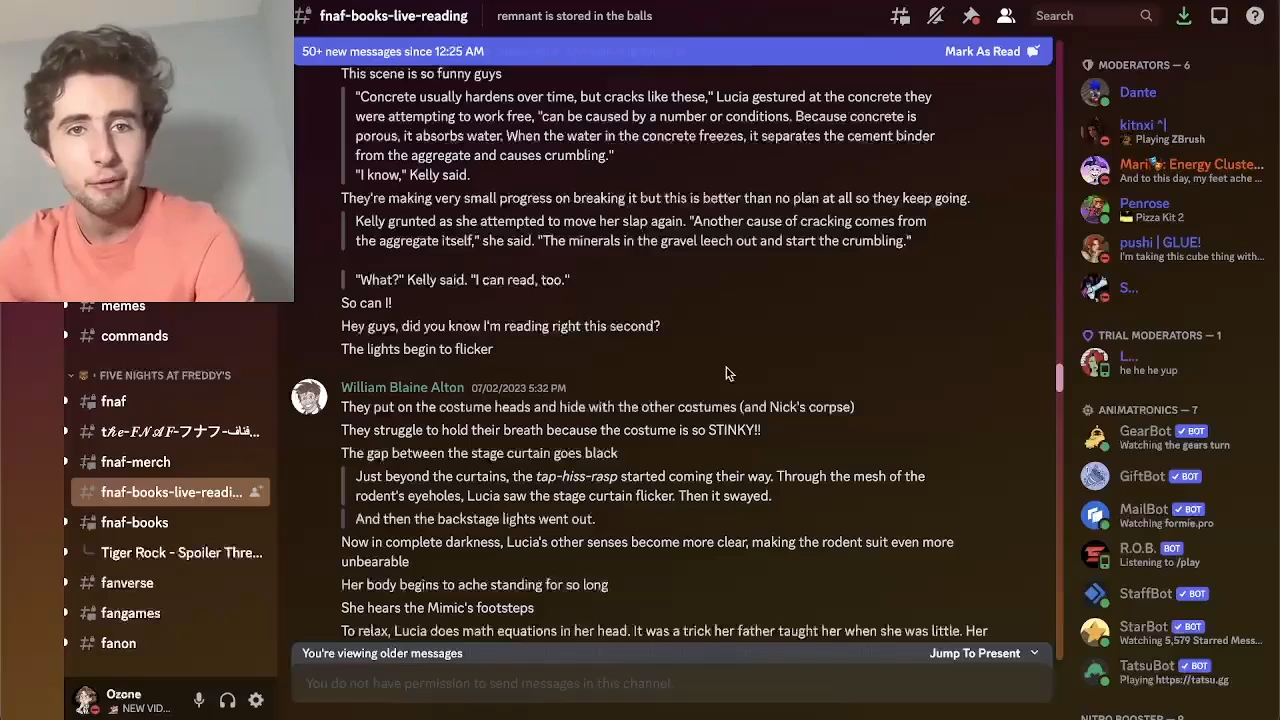 fnaf-books-live-reading
remnant is stored in the balls
Search
50+ new messages since 12:25 AM
Mark As Read
This scene is so funny guys
"Concrete usually hardens over time, but cracks like these," Lucia gestured at the concrete they
were attempting to work free, "can be caused by a number or conditions. Because concrete is
porous, it absorbs water. When the water in the concrete freezes, it separates the cement binder
from the aggregate and causes crumbling."
"I know," Kelly said.
They're making very small progress on breaking it but this is better than no plan at all so they keep going.
Kelly grunted as she attempted to move her slap again. "Another cause of cracking comes from
the aggregate itself," she said. "The minerals in the gravel leech out and start the crumbling."
"What?" Kelly said. "I can read, too."
So can I!
Hey guys, did you know I'm reading right this second?
The lights begin to flicker
William Blaine Alton 07/02/2023 5:32 PM
They put on the costume heads and hide with the other costumes (and Nick's corpse)
They struggle to hold their breath because the costume is so STINKY!!
The gap between the stage curtain goes black
Just beyond the curtains, the tap-hiss-rasp started coming their way. Through the mesh of the
rodent's eyeholes, Lucia saw the stage curtain flicker. Then it swayed.
And then the backstage lights went out.
Now in complete darkness, Lucia's other senses become more clear, making the rodent suit even more
unbearable
Her body begins to ache standing for so long
She hears the Mimic's footsteps
To relax, Lucia does math equations in her head. It was a trick her father taught her when she was little. Her
You're viewing older messages
Jump To Present
You do not have permission to send messages in this channel.
memes
commands
FIVE NIGHTS AT FREDDY'S
fnaf
fnaf-merch
fnaf-books-live-readi...
fnaf-books
Tiger Rock - Spoiler Thre...
fanverse
fangames
fanon
Ozone
NEW VID...
MODERATORS — 6
Dante
kitnxi ^|
Playing ZBrush
Energy Cluste...
And to this day, my feet ache ...
Penrose
Pizza Kit 2
pushi | GLUE!
I'm taking this cube thing with...
S...
TRIAL MODERATORS — 1
L...
he he he yup
ANIMATRONICS — 7
GearBot BOT
Watching the gears turn
GiftBot BOT
MailBot BOT
Watching formie.pro
R.O.B. BOT
Listening to /play
StaffBot BOT
StarBot BOT
Watching 5,579 Starred Mess...
TatsuBot BOT
Playing https://tatsu.gg
NITRO BOOSTER — 8